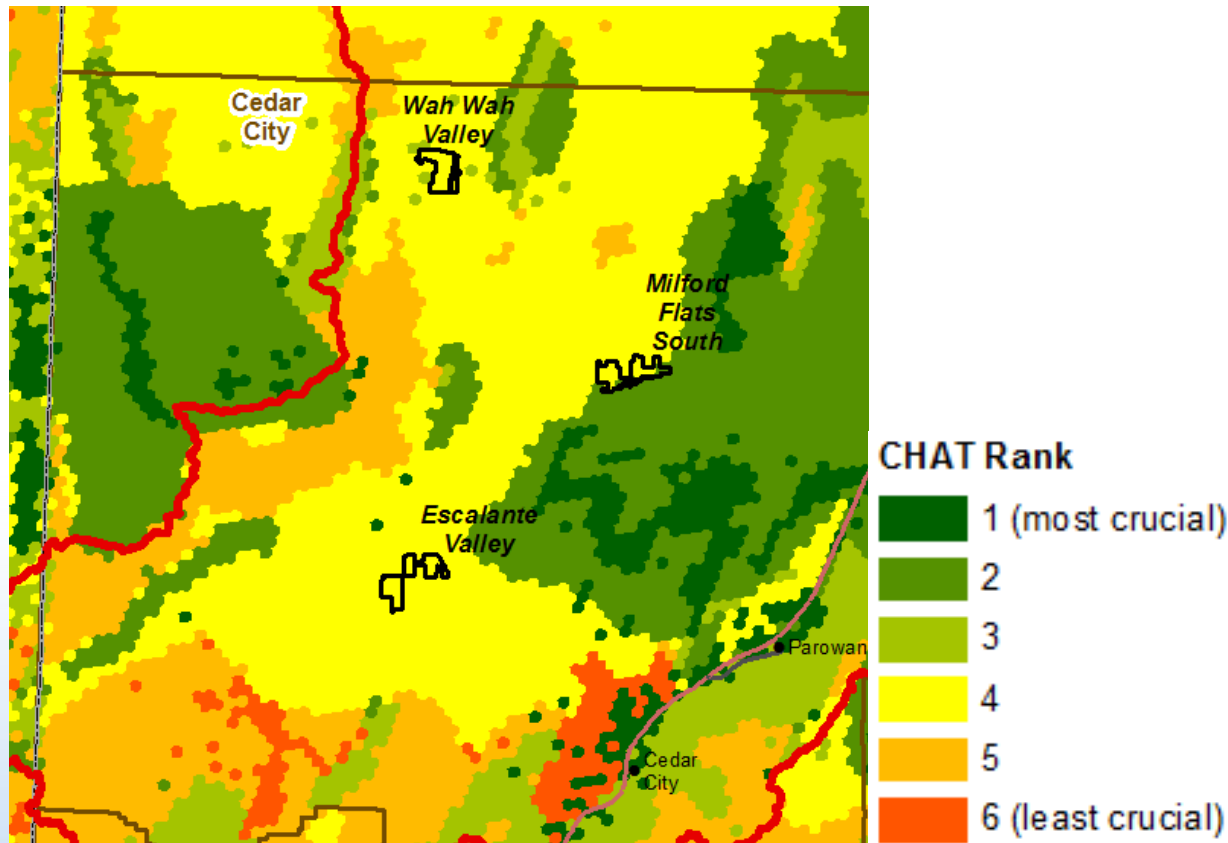 Cedar
City
Wah Wah
Valley
Milford
Flats
South
Escalante
Valley
Parowan
Cedar
City
CHAT Rank
1 (most crucial)
2
3
4
5
6 (least crucial)